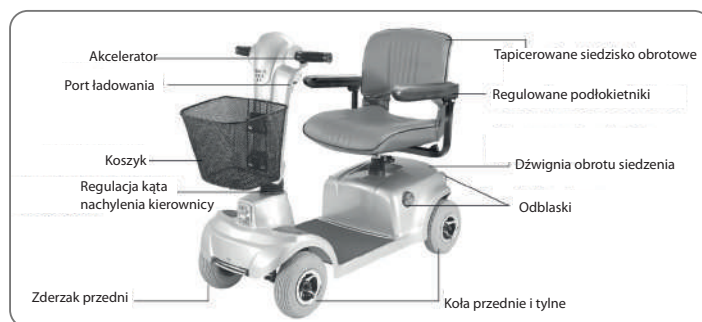 Akcelerator
Port ładowania
Koszyk
Regulacja kąta
nachylenia kierownicy
Zderzak przedni
Tapicerowane siedzisko obrotowe
Regulowane podłokietniki
Dźwignia obrotu siedzenia
Odblaski
Koła przednie i tylne